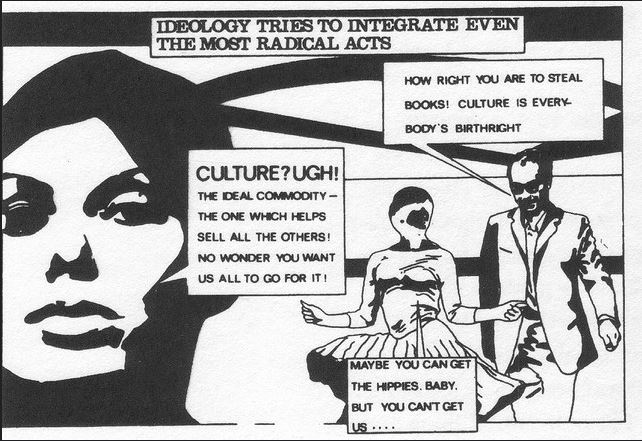 IDEOLOGY TRIES TO INTEGRATE EVEN
THE MOST RADICAL ACTS
HOW RIGHT YOU ARE TO STEAL
BOOKS! CULTURE IS EVERY-
BODY'S BIRTHRIGHT
CULTURE? UGH!
THE IDEAL COMMODITY –
THE ONE WHICH HELPS
SELL ALL THE OTHERS!
NO WONDER YOU WANT
US ALL TO GO FOR IT!
MAYBE YOU CAN GET
THE HIPPIES, BABY,
BUT YOU CAN'T GET
US ....